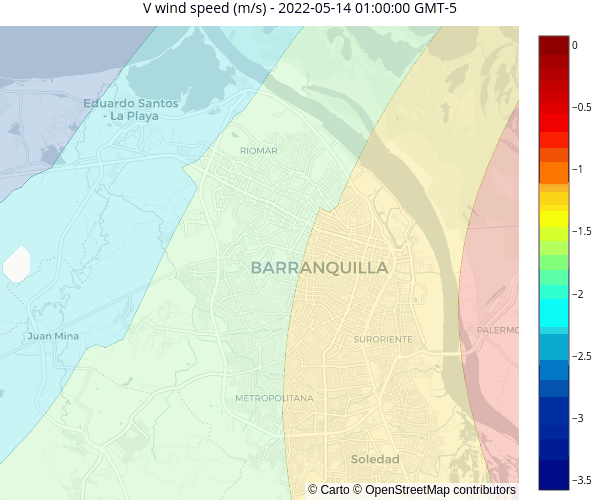 V wind speed (m/s) - 2022-05-14 01:00:00 GMT-5
0
−0.5
−1
−1.5
−2
−2.5
−3
−3.5
Eduardo Santos
- La Playa
RIOMAR
BARRANQUILLA
Juan Mina
SURORIENTE
PALERMO
METROPOLITANA
Soledad
© Carto © OpenStreetMap contributors